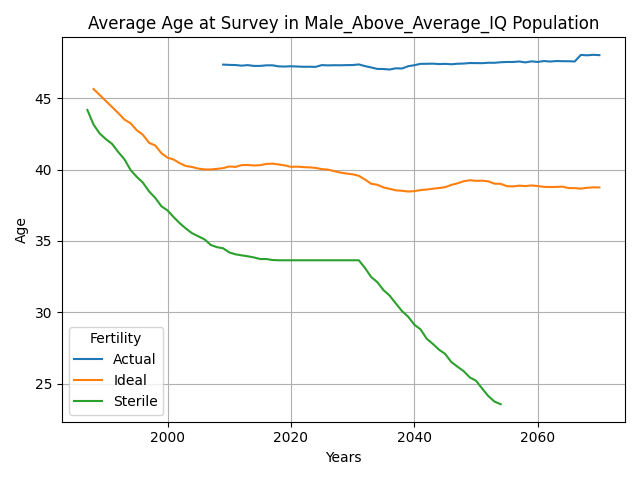 Average Age at Survey in Male_Above_Average_IQ Population
Age
45
40
35
30
25
Fertility
Actual
Ideal
Sterile
2000
2020
2040
2060
Years